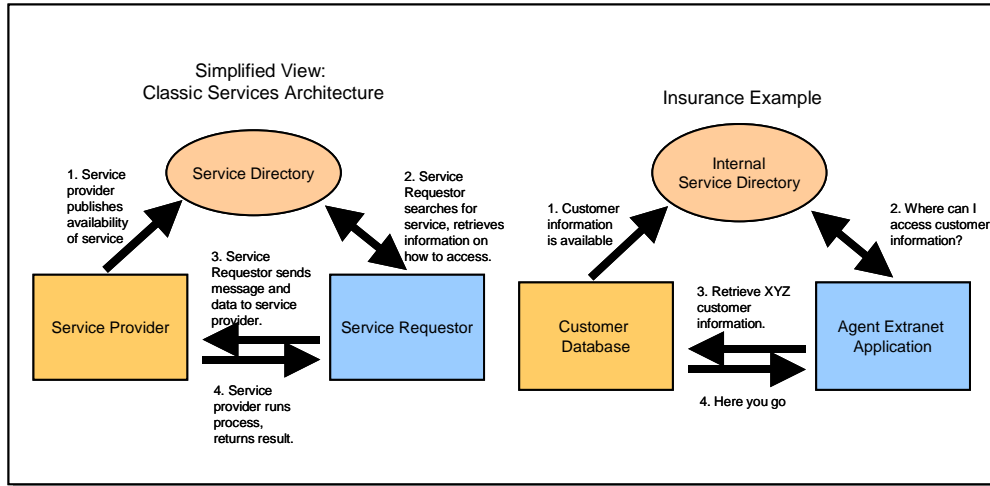 Simplified View:
Classic Services Architecture
Service Directory
1. Service
provider
publishes
availability
of service
2. Service
Requestor
searches for
service, retrieves
information on
how to access.
3. Service
Requestor sends
message and
data to service
provider.
Service Provider
Service Requestor
4. Service
provider runs
process,
returns result.
Insurance Example
Internal
Service Directory
1. Customer
information
is available
2. Where can I
access customer
information?
3. Retrieve XYZ
customer
information.
Customer
Database
Agent Extranet
Application
4. Here you go